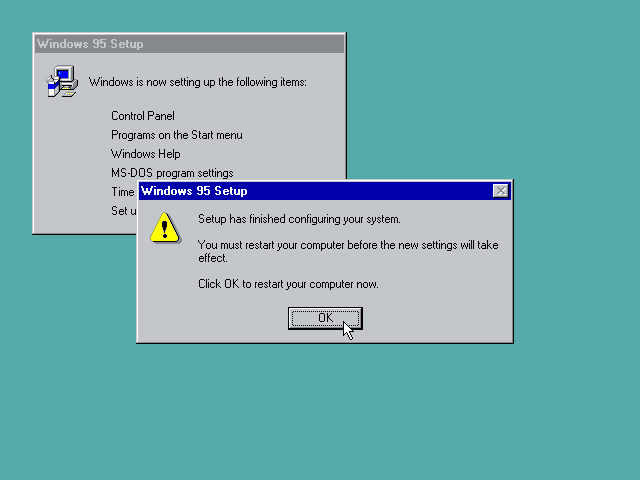 Windows 95 Setup
Windows is now setting up the following items:
Control Panel
Programs on the Start menu
Windows Help
MS-DOS program settings
Time
Set u
Windows 95 Setup
Setup has finished configuring your system.
You must restart your computer before the new settings will take
effect.
Click OK to restart your computer now.
OK